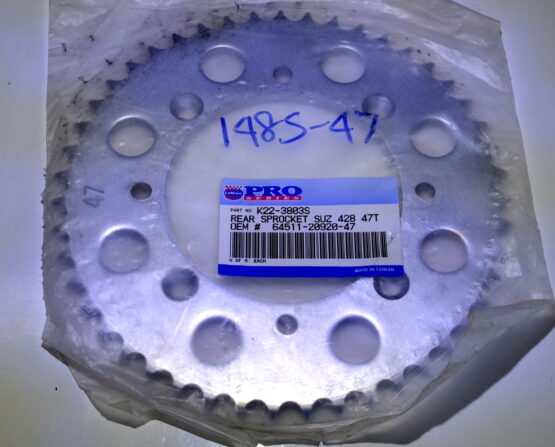 148S-47
47
PRO
SERIES
PART NO: K22-3803S
REAR SPROCKET SUZ 428 47T
OEM # 64511-20920-47
U OF M: EACH
MADE IN TAIWAN